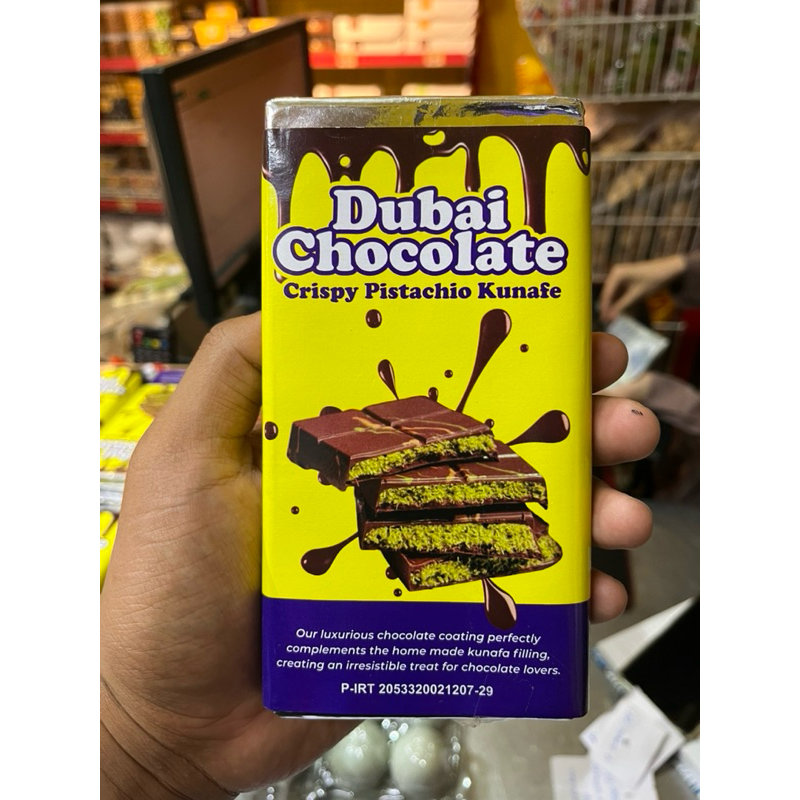 Dubai
Chocolate
Crispy Pistachio Kunafe
Our luxurious chocolate coating perfectly
complements the home made kunafa filling,
creating an irresistible treat for chocolate lovers.
P-IRT 2053320021207-29